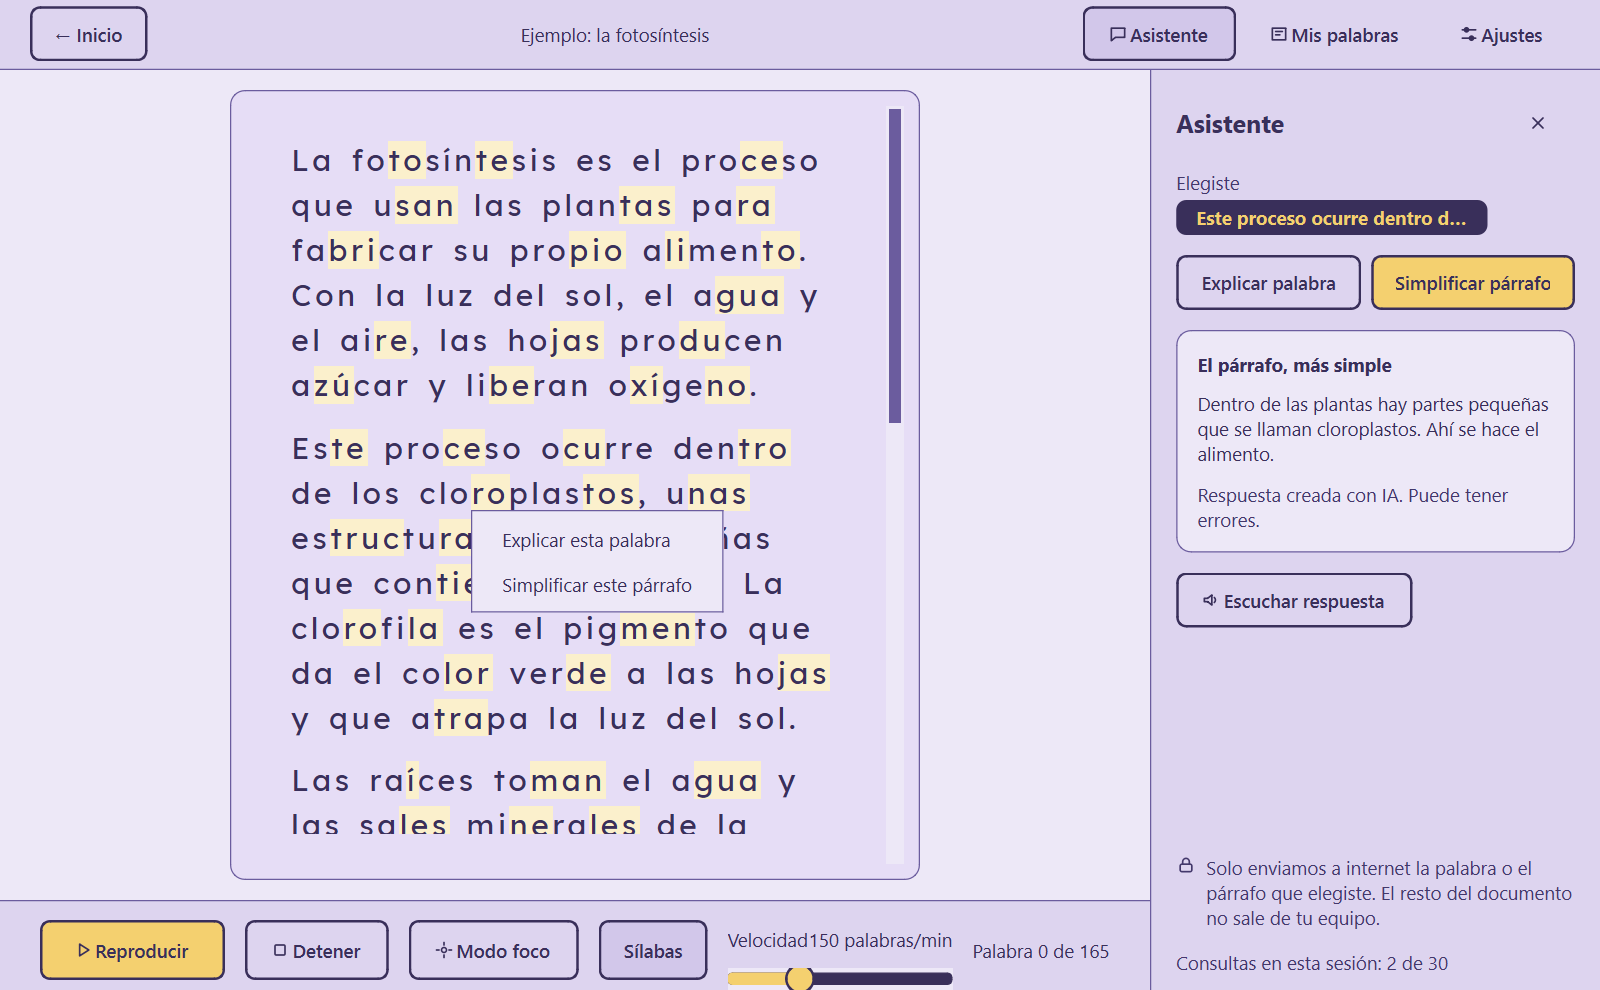 ← Inicio
Ejemplo: la fotosíntesis
Asistente
Mis palabras
Ajustes
La fotosíntesis es el proceso
que usan las plantas para
fabricar su propio alimento.
Con la luz del sol, el agua y
el aire, las hojas producen
azúcar y liberan oxígeno.
Este proceso ocurre dentro
de los cloroplastos, unas
Explicar esta palabra
Simplificar este párrafo
que
La
clorofila es el pigmento que
da el color verde a las hojas
y que atrapa la luz del sol.
Las raíces toman el agua y
las sales minerales de la
Asistente
Elegiste
Este proceso ocurre dentro d...
Explicar palabra
Simplificar párrafo
El párrafo, más simple
Dentro de las plantas hay partes pequeñas
que se llaman cloroplastos. Ahí se hace el
alimento.
Respuesta creada con IA. Puede tener
errores.
Escuchar respuesta
Solo enviamos a internet la palabra o el
párrafo que elegiste. El resto del documento
no sale de tu equipo.
Consultas en esta sesión: 2 de 30
Reproducir
Detener
Modo foco
Sílabas
Velocidad150 palabras/min
Palabra 0 de 165